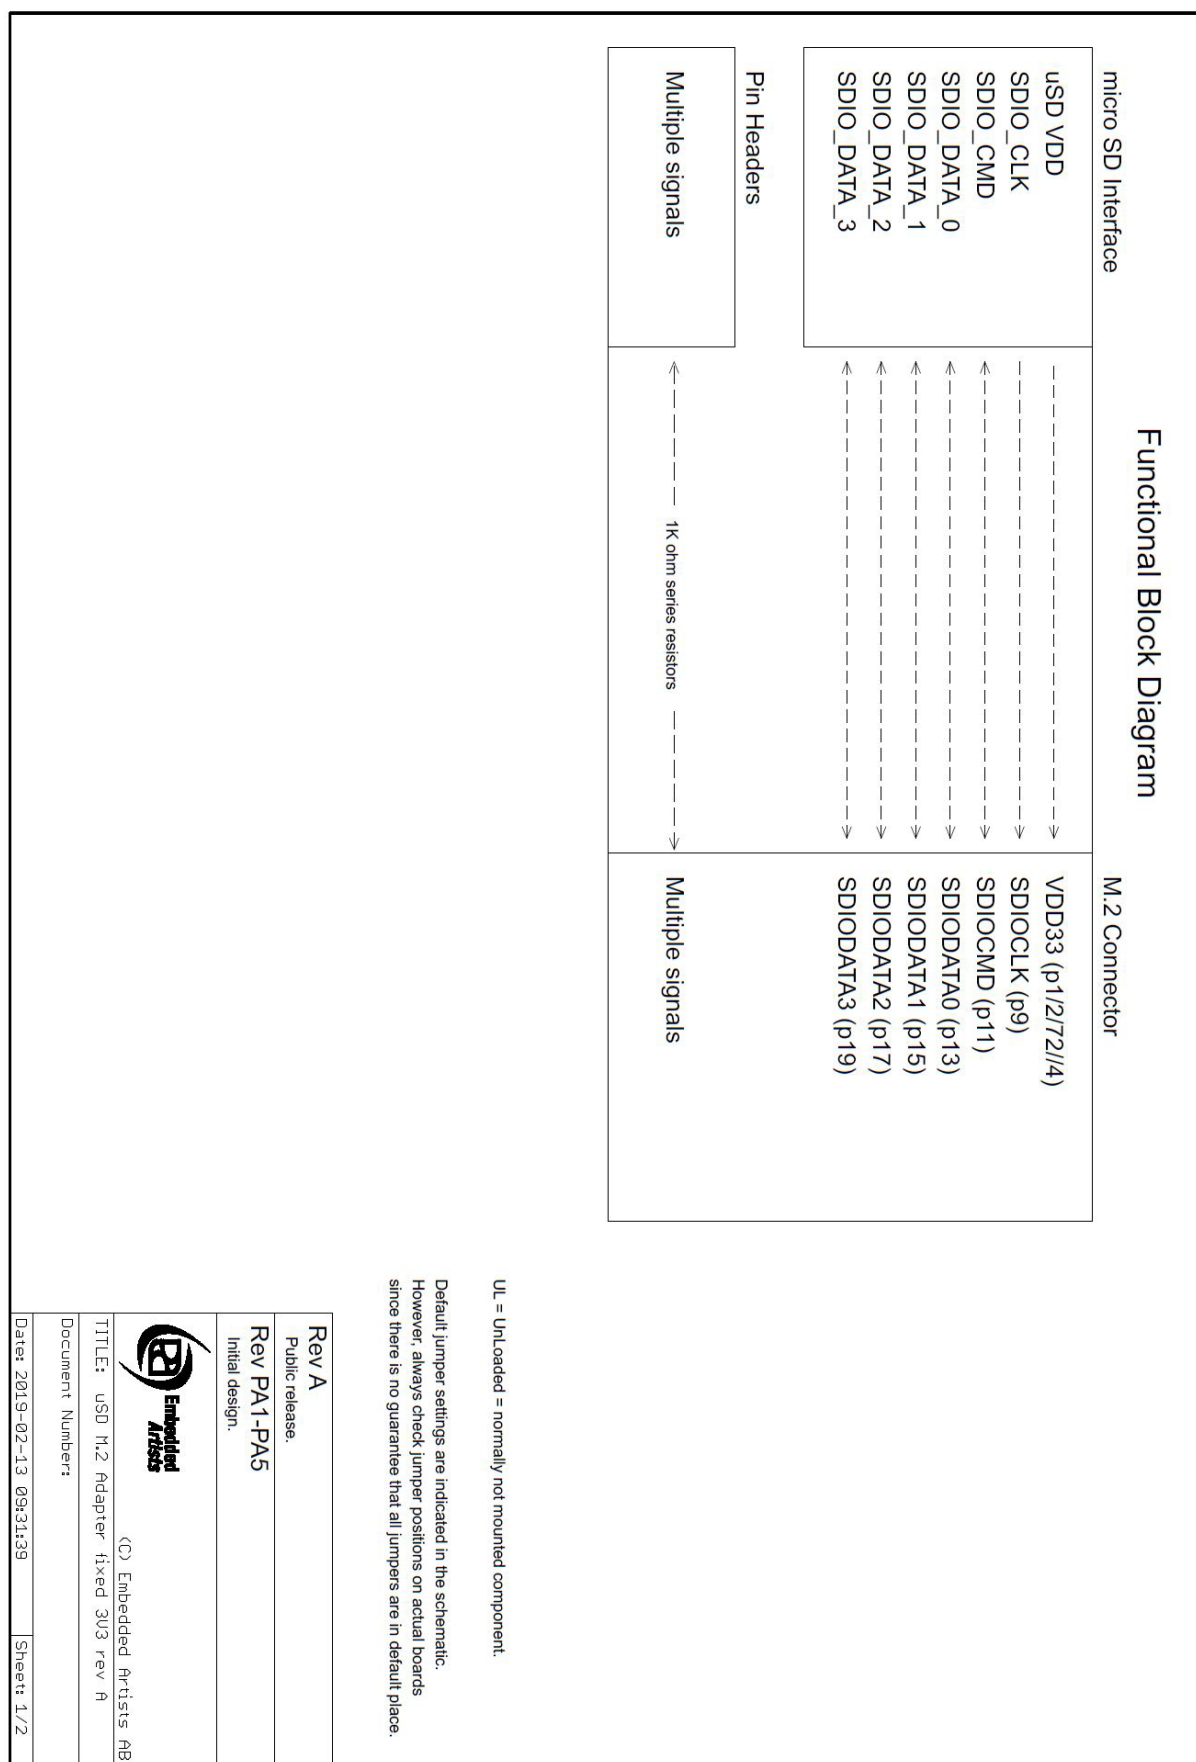 Functional Block Diagram
micro SD Interface
uSD VDD
SDIO_CLK
SDIO_CMD
SDIO_DATA_0
SDIO_DATA_1
SDIO_DATA_2
SDIO_DATA_3
M.2 Connector
VDD33 (p1/2/72//4)
SDIOCLK (p9)
SDIOCMD (p11)
SDIODATA0 (p13)
SDIODATA1 (p15)
SDIODATA2 (p17)
SDIODATA3 (p19)
Pin Headers
Multiple signals
1K ohm series resistors
Multiple signals
UL = UnLoaded = normally not mounted component.
Default jumper settings are indicated in the schematic.
However, always check jumper positions on actual boards
since there is no guarantee that all jumpers are in default place.
Rev A
Public release.
Rev PA1-PA5
Initial design.
Embedded
Artists
(C) Embedded Artists AB
TITLE: uSD M.2 Adapter fixed 3V3 rev A
Document Number:
Date: 2019-02-13 09:31:39
Sheet: 1/2